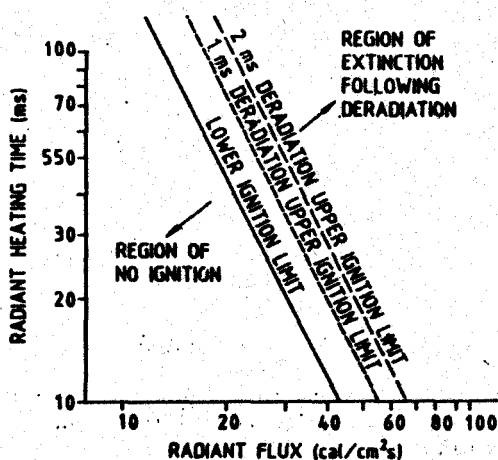 100
70
550
30
20
10
RADIANT HEATING TIME (ms)
REGION OF
EXTINCTION
FOLLOWING
DERADIATION
2 ms DERADIATION UPPER IGNITION LIMIT
1 ms DERADIATION UPPER IGNITION LIMIT
LOWER IGNITION LIMIT
REGION OF
NO IGNITION
10 20 40 60 80 100
RADIANT FLUX (cal/cm²s)